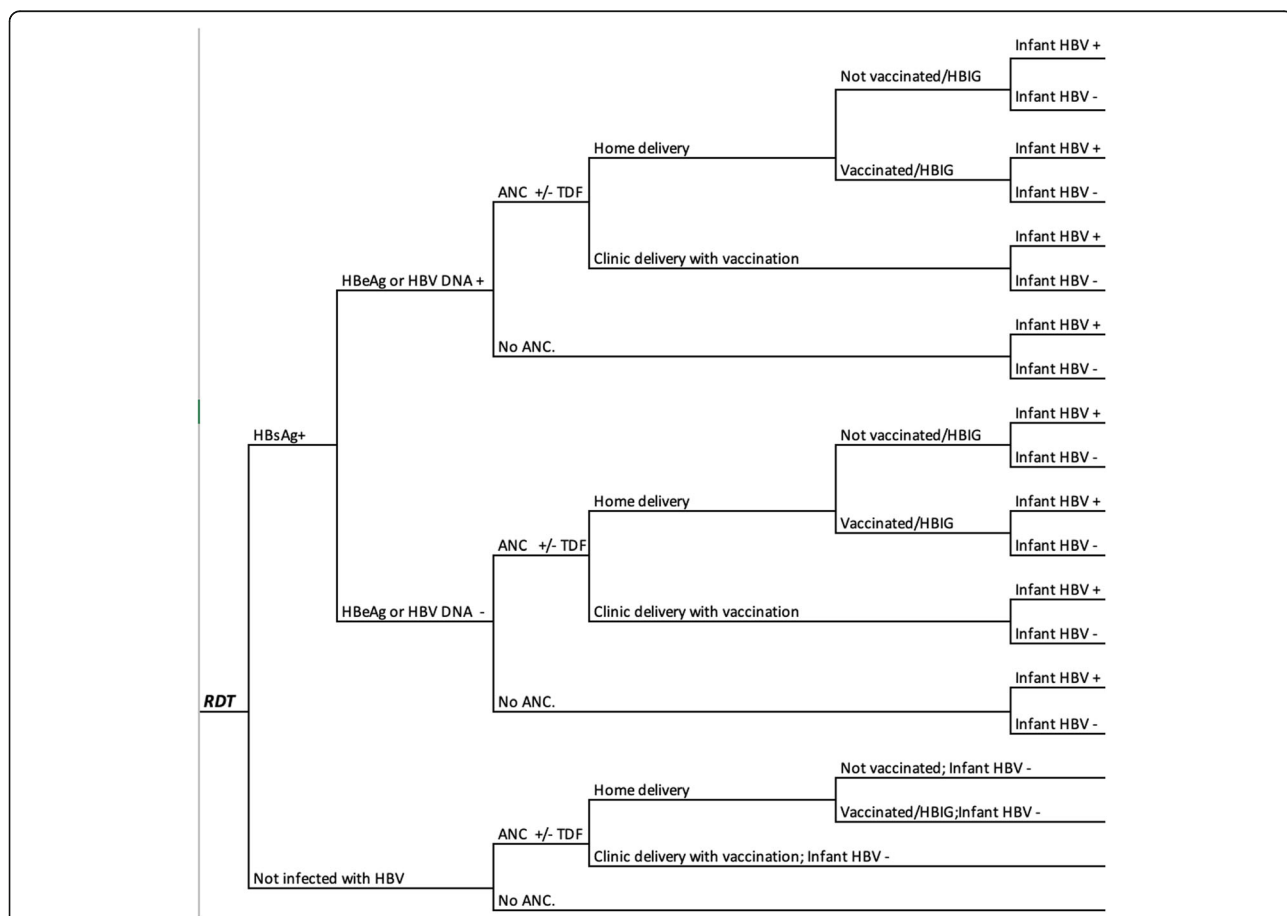 Infant HBV +
Not vaccinated/HBIG
Infant HBV -
Infant HBV +
Home delivery
Vaccinated/HBIG
Infant HBV -
ANC +/- TDF
Infant HBV +
Clinic delivery with vaccination
Infant HBV -
HBeAg or HBV DNA +
Infant HBV +
No ANC.
Infant HBV -
Infant HBV +
HBsAg+
Not vaccinated/HBIG
Infant HBV -
Infant HBV +
Home delivery
Vaccinated/HBIG
Infant HBV -
ANC +/- TDF
Infant HBV +
Clinic delivery with vaccination
HBeAg or HBV DNA -
Infant HBV -
Infant HBV +
RDT
No ANC.
Infant HBV -
Not vaccinated; Infant HBV -
Home delivery
Vaccinated/HBIG;Infant HBV -
ANC +/- TDF
Clinic delivery with vaccination; Infant HBV -
Not infected with HBV
No ANC.